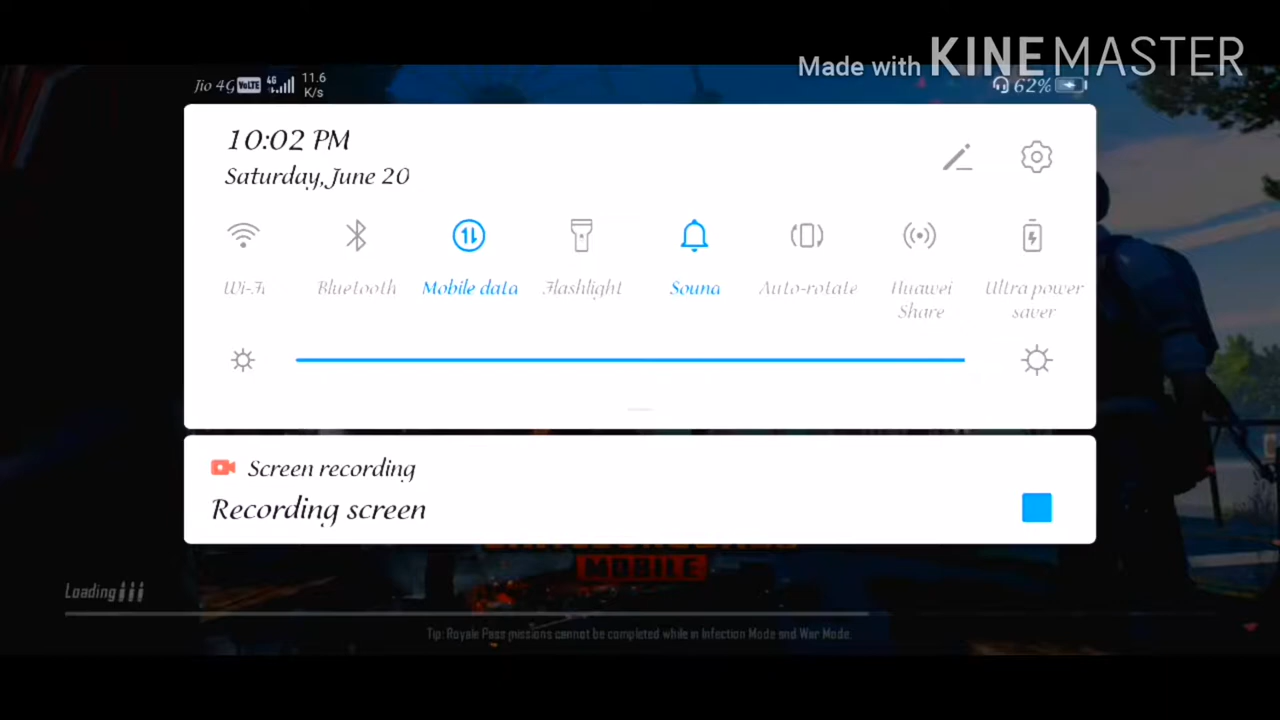 Made with KINEMASTER
Jio 4G VoLTE 4G 11.6 K/s 62%
10:02 PM
Saturday, June 20
Wi-Fi Bluetooth Mobile data Flashlight Sound Auto-rotate Huawei Share Ultra power saver
Screen recording
Recording screen
MOBILE
Loading
Tip: Royale Pass missions cannot be completed while in Infection Mode and War Mode.